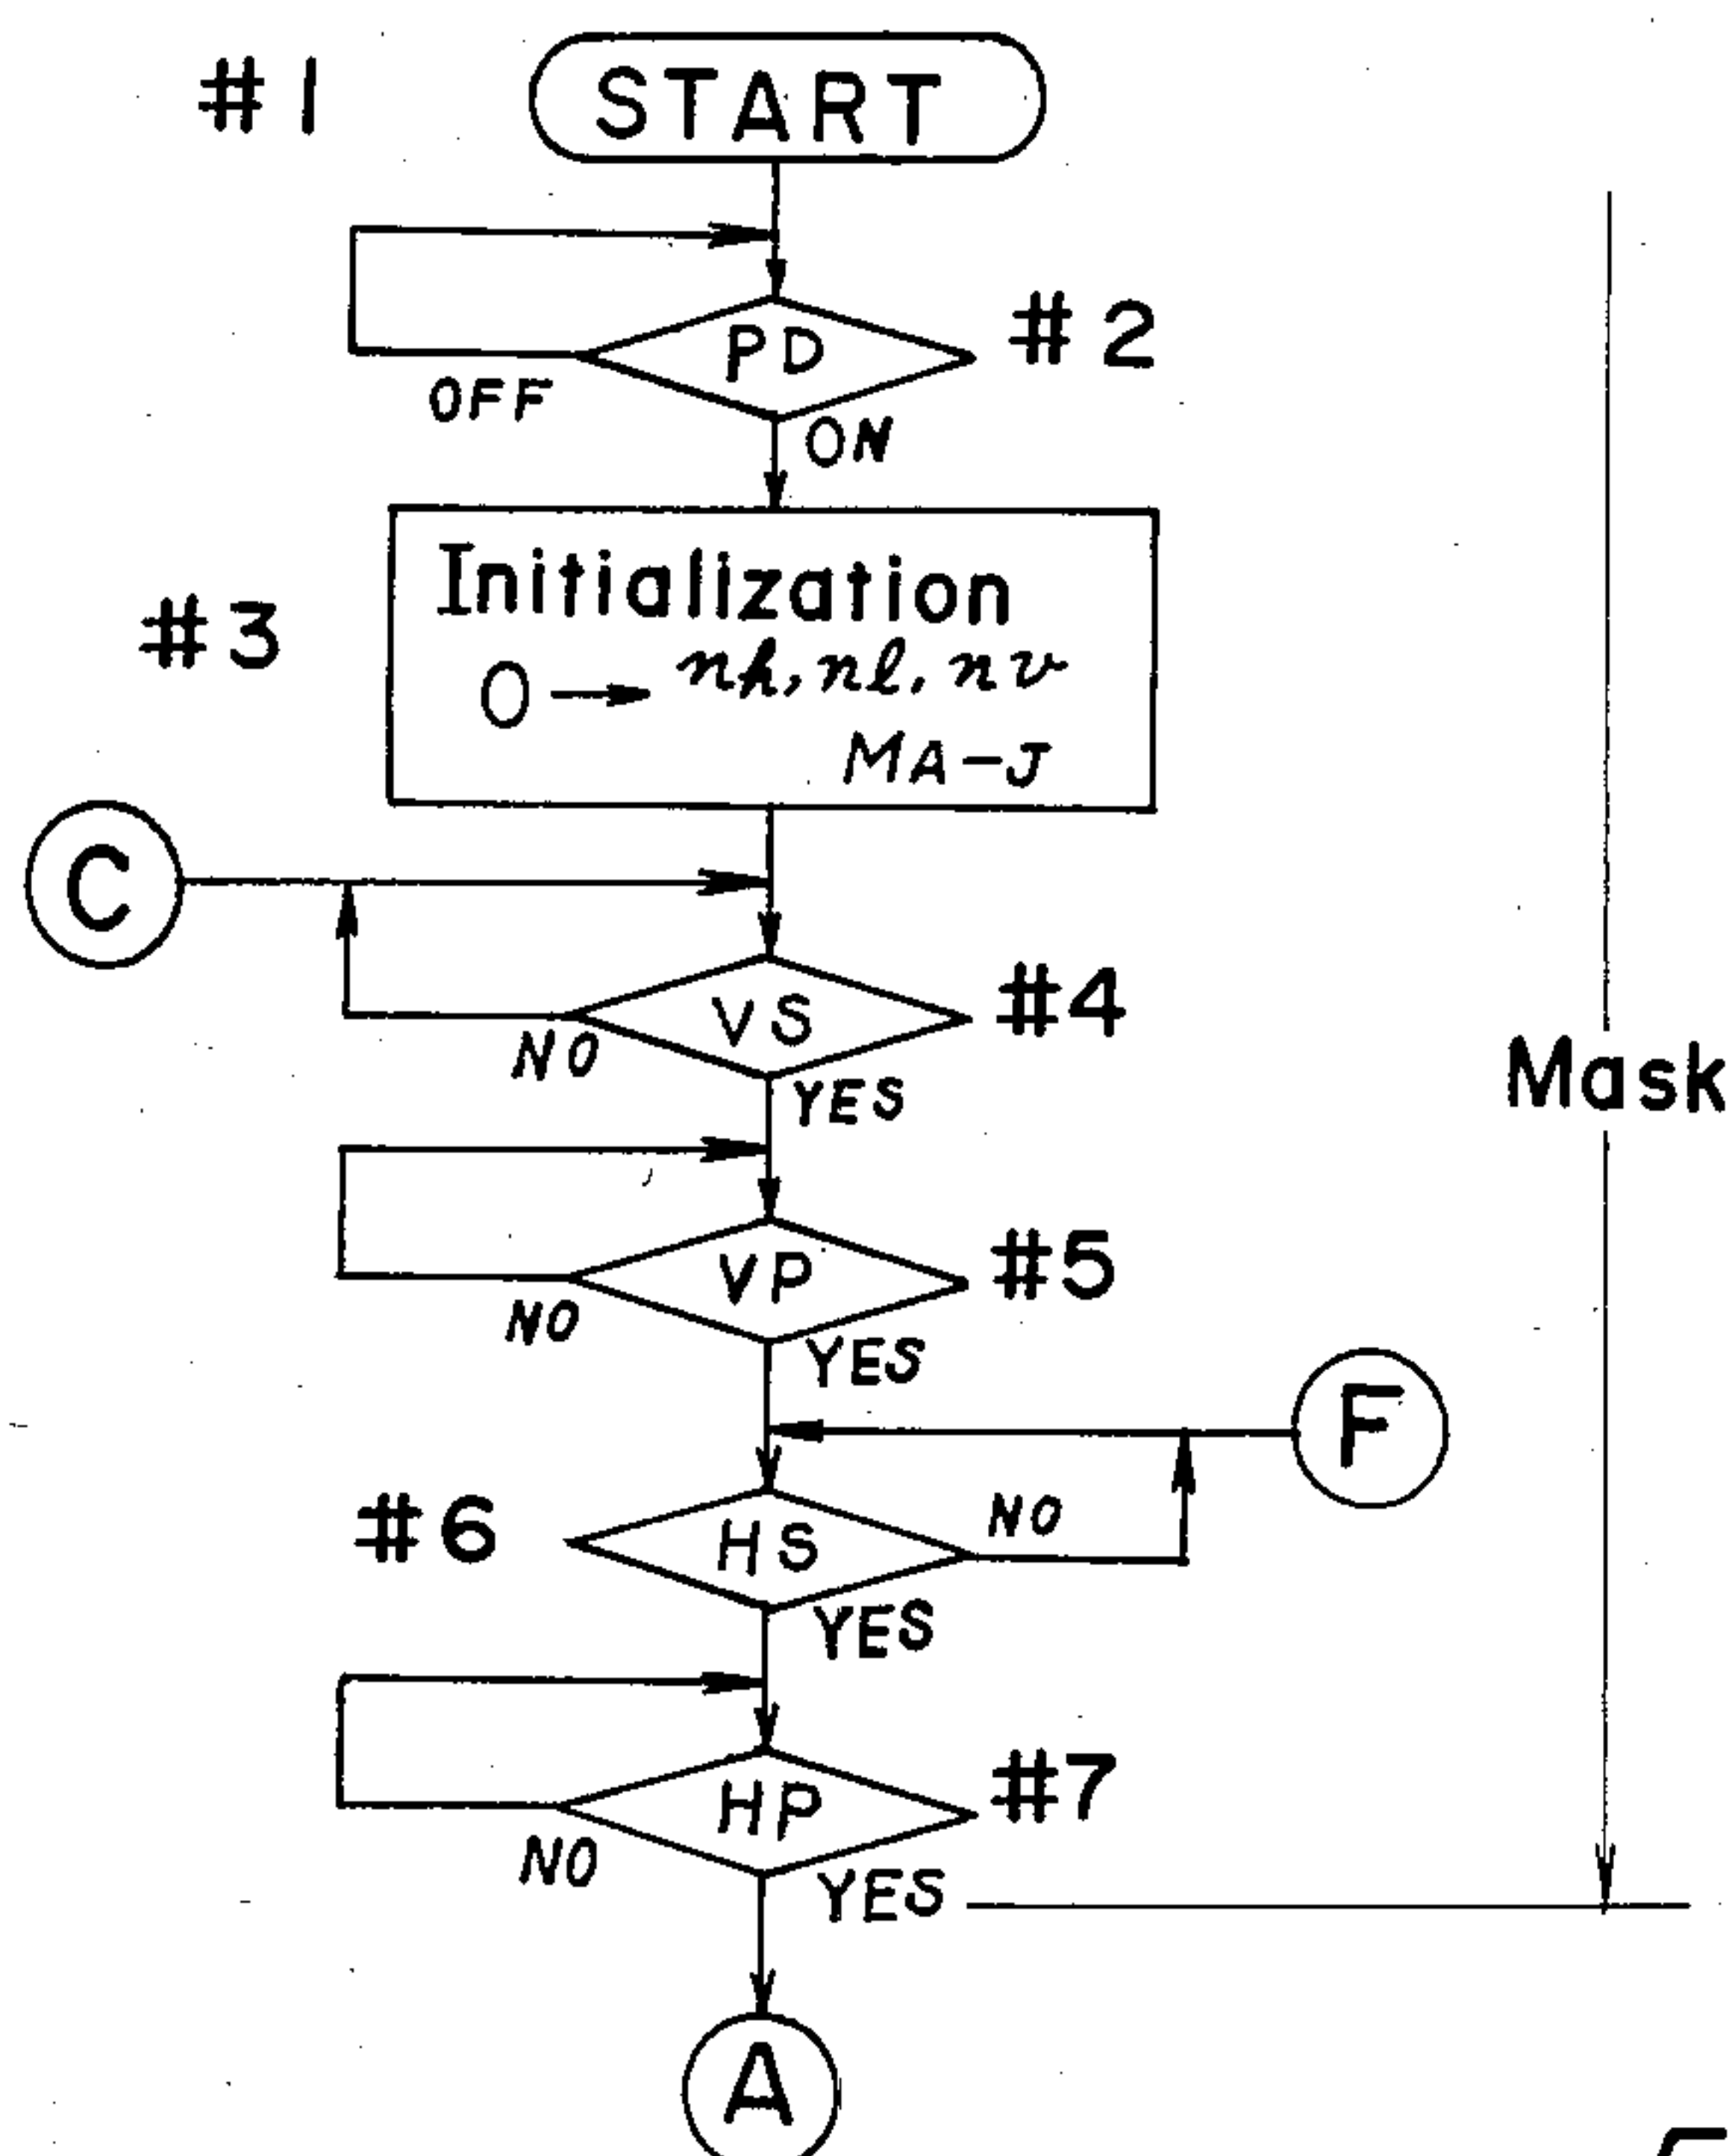 #1 START
PD #2
OFF
ON
Initialization
#3
0 → nh, nl, nv
MA-J
C
VS #4
NO
YES
Mask
VP #5
NO
YES
F
#6 HS NO
YES
HP #7
NO
YES
A